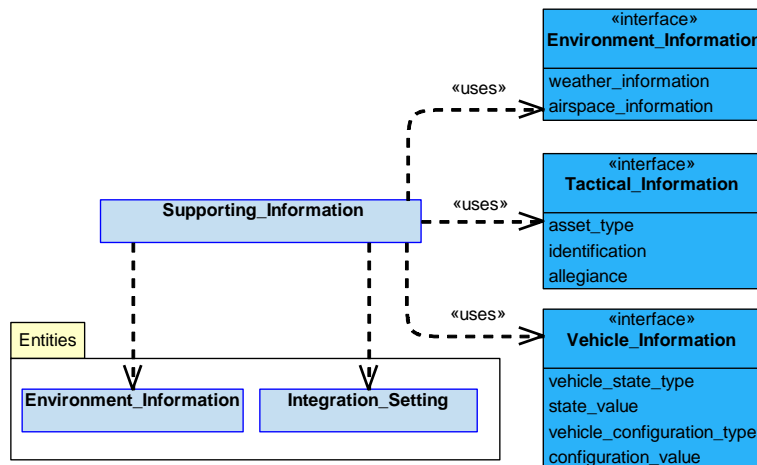 «interface»
Environment_Information
weather_information
airspace_information
«uses»
«interface»
Tactical_Information
asset_type
identification
allegiance
«uses»
Supporting_Information
«interface»
Vehicle_Information
vehicle_state_type
state_value
vehicle_configuration_type
configuration_value
«uses»
Entities
Environment_Information
Integration_Setting